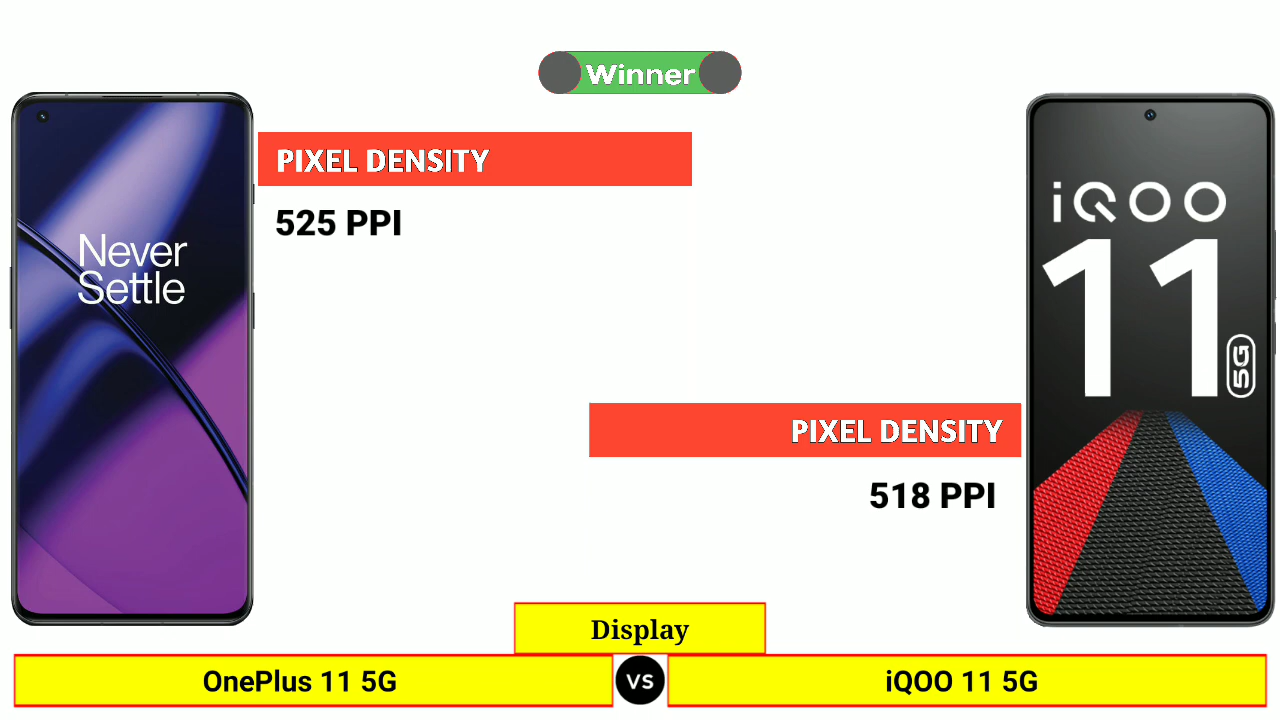 Winner
PIXEL DENSITY
525 PPI
Never
Settle
iQOO
11
5G
PIXEL DENSITY
518 PPI
Display
OnePlus 11 5G
VS
iQOO 11 5G